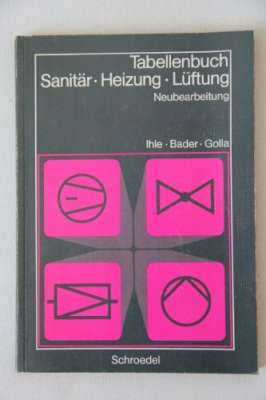 Tabellenbuch
Sanitär · Heizung · Lüftung
Neubearbeitung
Ihle · Bader · Golla
Schroedel